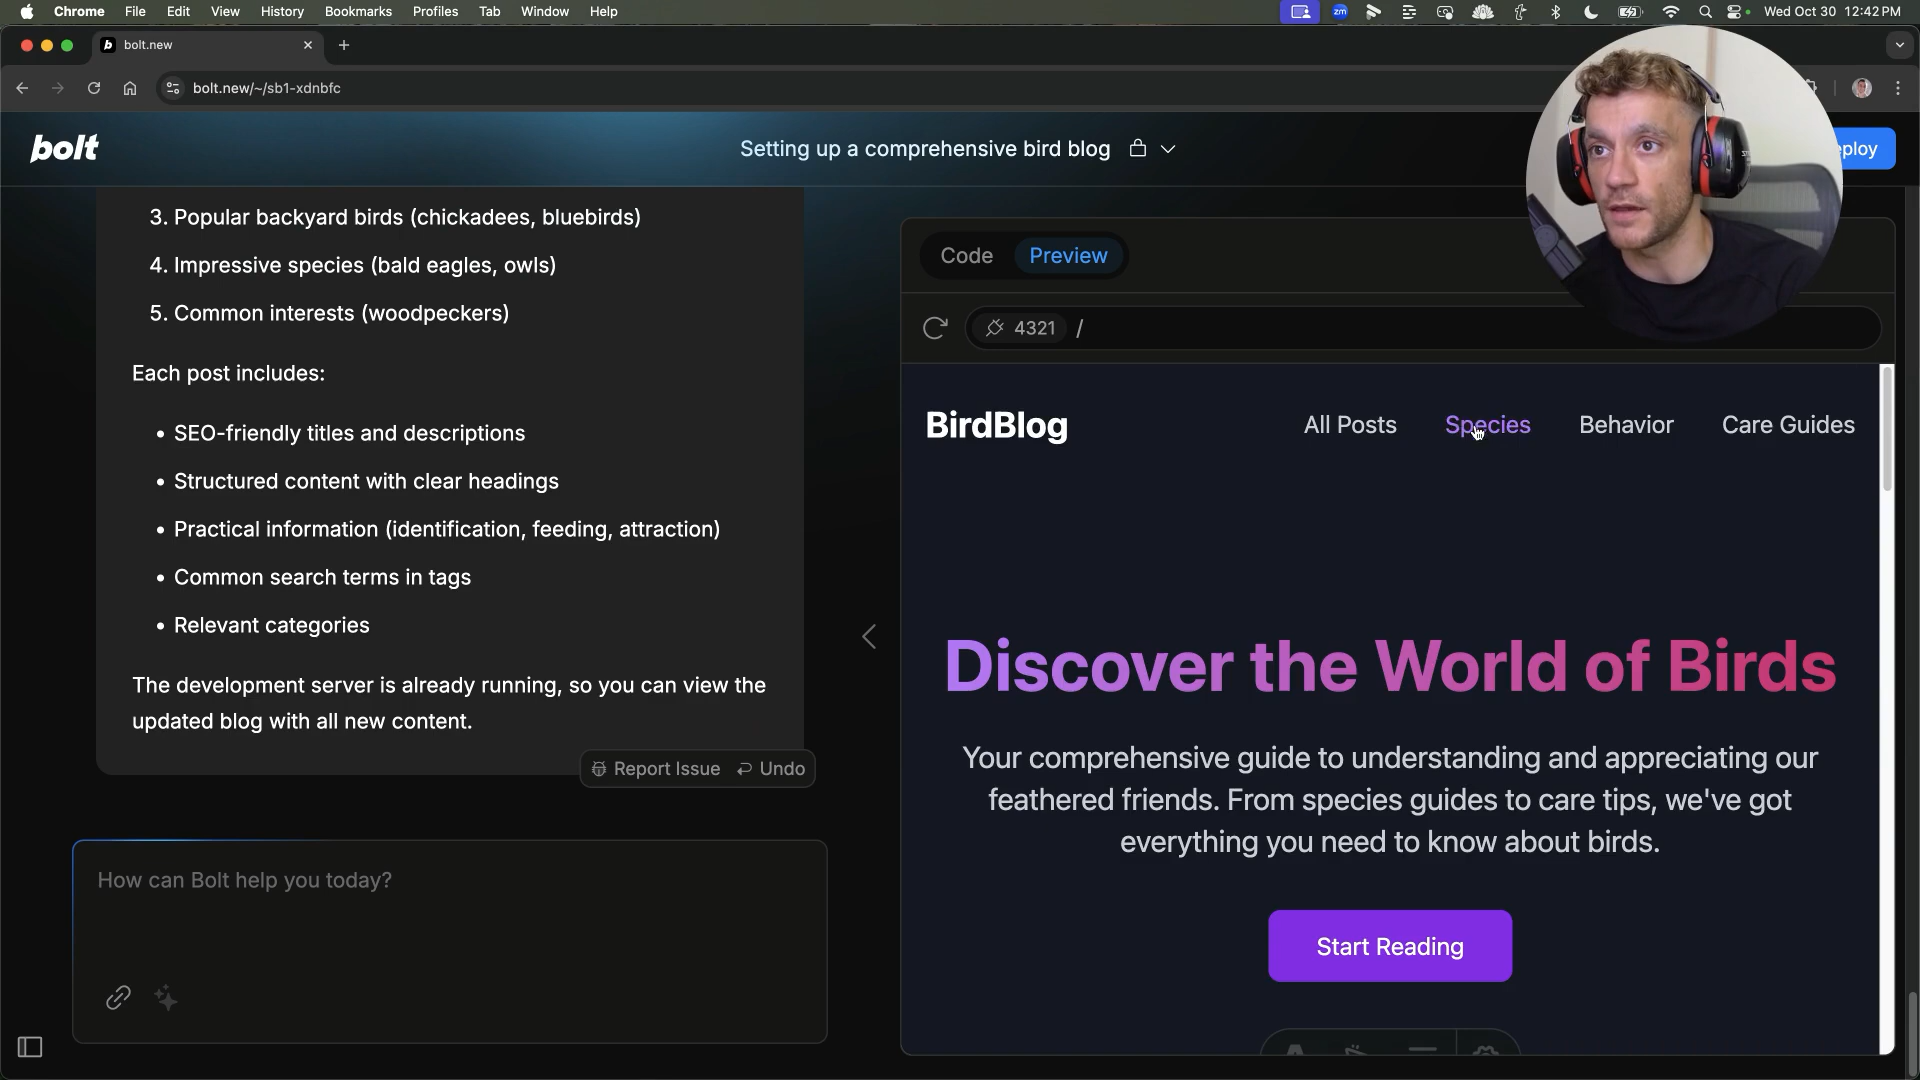 Chrome File Edit View History Bookmarks Profiles Tab Window Help
zm
Wed Oct 30 12:42 PM
b bolt.new
bolt.new/~/sb1-xdnbfc
bolt
Setting up a comprehensive bird blog
ploy
3. Popular backyard birds (chickadees, bluebirds)
4. Impressive species (bald eagles, owls)
5. Common interests (woodpeckers)
Each post includes:
• SEO-friendly titles and descriptions
• Structured content with clear headings
• Practical information (identification, feeding, attraction)
• Common search terms in tags
• Relevant categories
The development server is already running, so you can view the
updated blog with all new content.
Report Issue Undo
How can Bolt help you today?
Code Preview
4321 /
BirdBlog
All Posts Species Behavior Care Guides
Discover the World of Birds
Your comprehensive guide to understanding and appreciating our
feathered friends. From species guides to care tips, we've got
everything you need to know about birds.
Start Reading